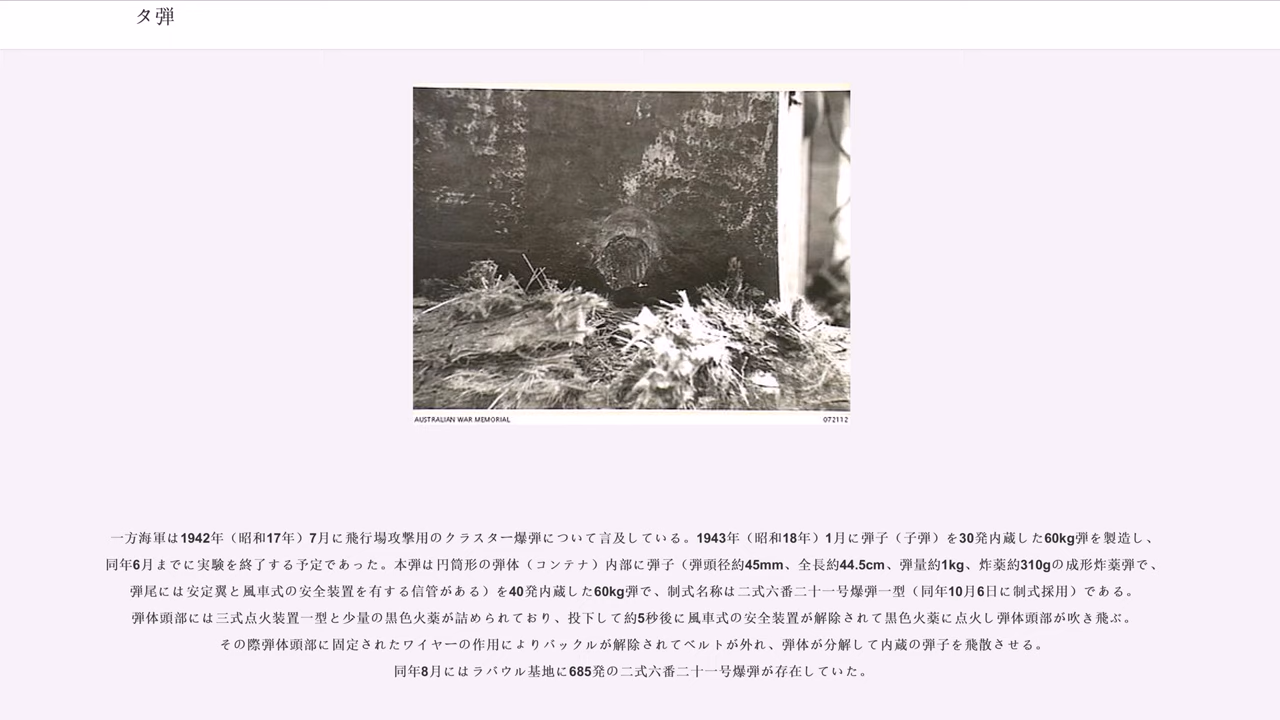 タ弾
AUSTRALIAN WAR MEMORIAL 072112
一方海軍は1942年（昭和17年）7月に飛行場攻撃用のクラスター爆弾について言及している。1943年（昭和18年）1月に弾子（子弾）を30発内蔵した60kg弾を製造し、
同年6月までに実験を終了する予定であった。本弾は円筒形の弾体（コンテナ）内部に弾子（弾頭径約45mm、全長約44.5cm、弾量約1kg、炸薬約310gの成形炸薬弾で、
弾尾には安定翼と風車式の安全装置を有する信管がある）を40発内蔵した60kg弾で、制式名称は二式六番二十一号爆弾一型（同年10月6日に制式採用）である。
弾体頭部には三式点火装置一型と少量の黒色火薬が詰められており、投下して約5秒後に風車式の安全装置が解除されて黒色火薬に点火し弾体頭部が吹き飛ぶ。
その際弾体頭部に固定されたワイヤーの作用によりバックルが解除されてベルトが外れ、弾体が分解して内蔵の弾子を飛散させる。
同年8月にはラバウル基地に685発の二式六番二十一号爆弾が存在していた。